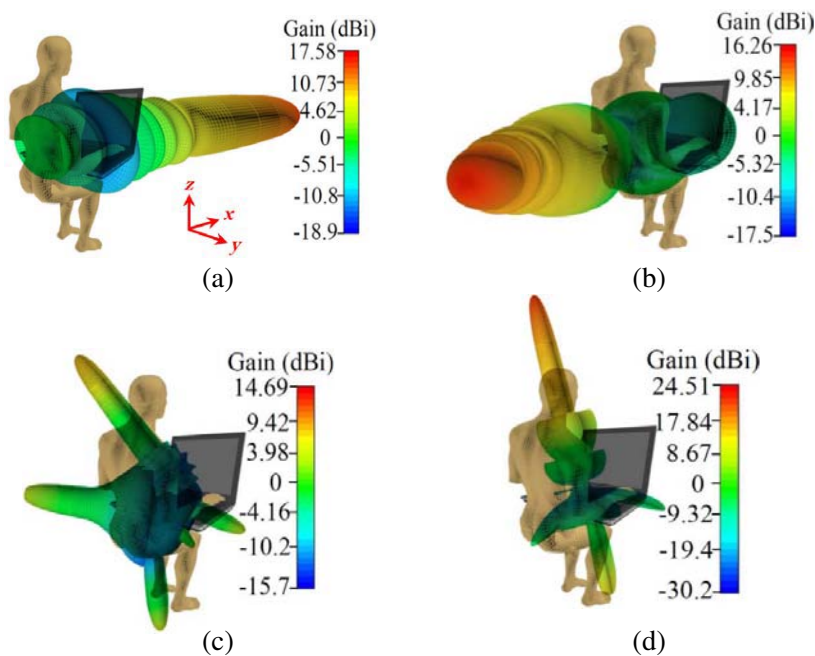 Gain (dBi)
17.58
10.73
4.62
0
-5.51
-10.8
-18.9
z
x
y
(a)
Gain (dBi)
16.26
9.85
4.17
0
-5.32
-10.4
-17.5
(b)
Gain (dBi)
14.69
9.42
3.98
0
-4.16
-10.2
-15.7
(c)
Gain (dBi)
24.51
17.84
8.67
0
-9.32
-19.4
-30.2
(d)